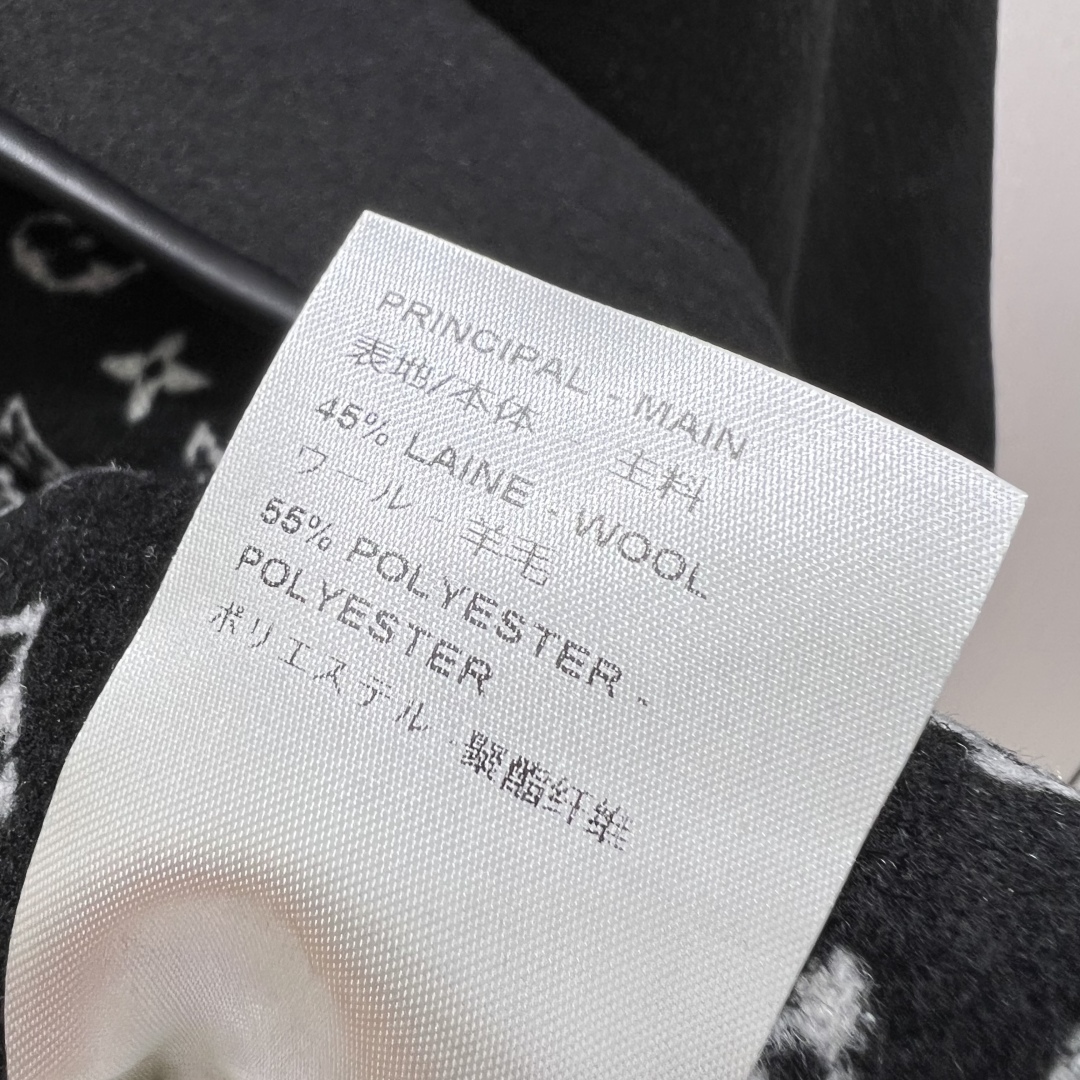 PRINCIPAL - MAIN
表地/本体 主料
45% LAINE - WOOL
ウール - 羊毛
55% POLYESTER -
POLYESTER
ポリエステル - 聚酯纤维